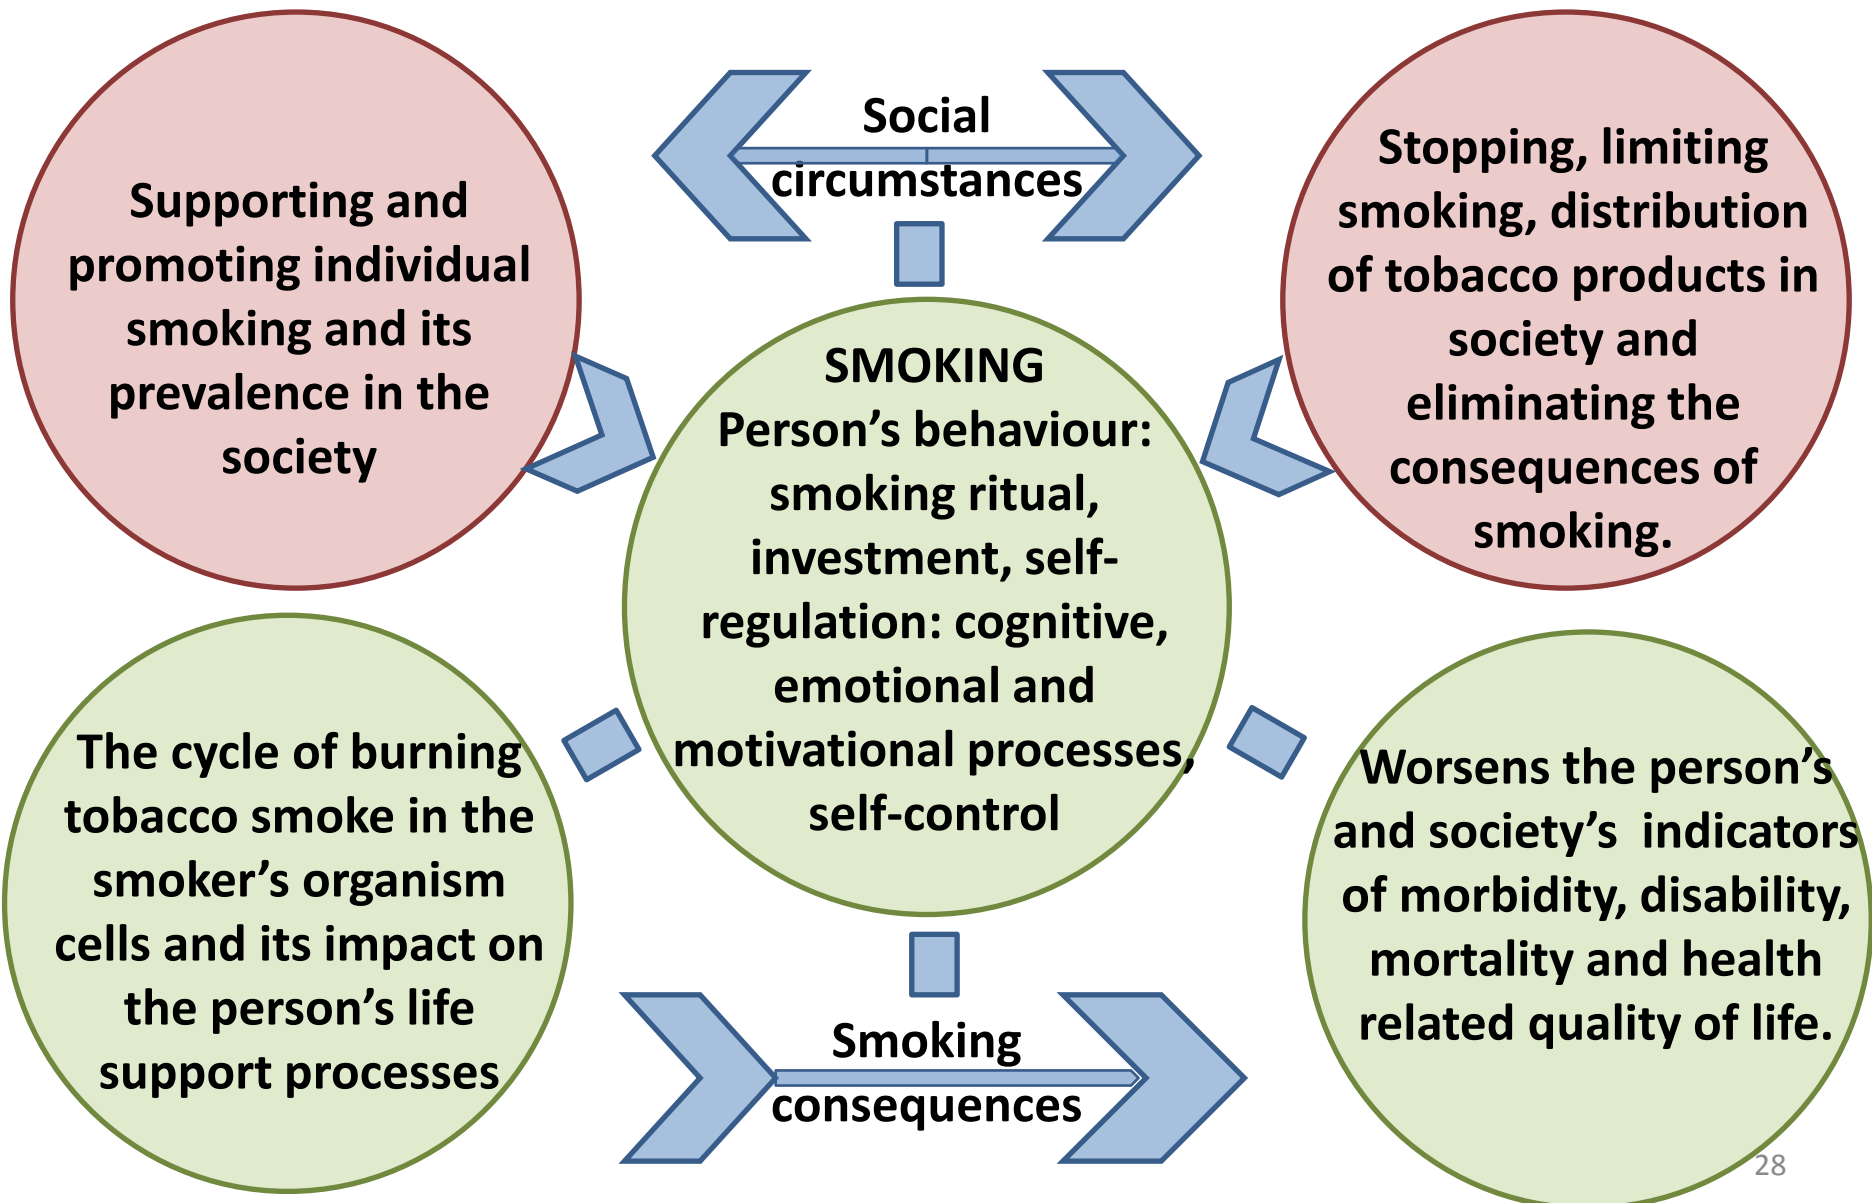 Supporting and
promoting individual
smoking and its
prevalence in the
society
Social
circumstances
Stopping, limiting
smoking, distribution
of tobacco products in
society and
eliminating the
consequences of
smoking.
SMOKING
Person’s behaviour:
smoking ritual,
investment, self-
regulation: cognitive,
emotional and
motivational processes,
self-control
The cycle of burning
tobacco smoke in the
smoker’s organism
cells and its impact on
the person’s life
support processes
Smoking
consequences
Worsens the person’s
and society’s  indicators
of morbidity, disability,
mortality and health
related quality of life.
28